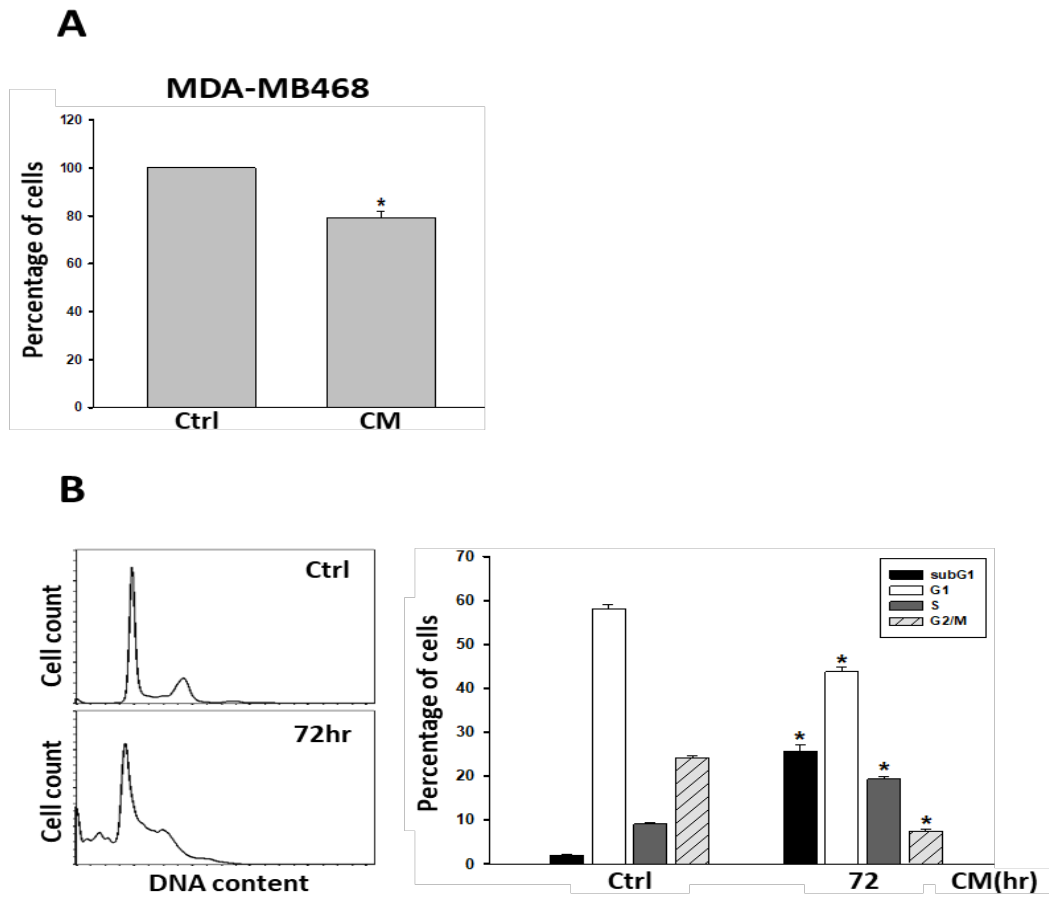 A
MDA-MB468
Percentage of cells
120
100
80
60
40
20
0
*
Ctrl CM
B
Cell count
Ctrl
Cell count
72hr
DNA content
Percentage of cells
70
60
50
40
30
20
10
0
subG1
G1
S
G2/M
* * * *
Ctrl 72 CM(hr)